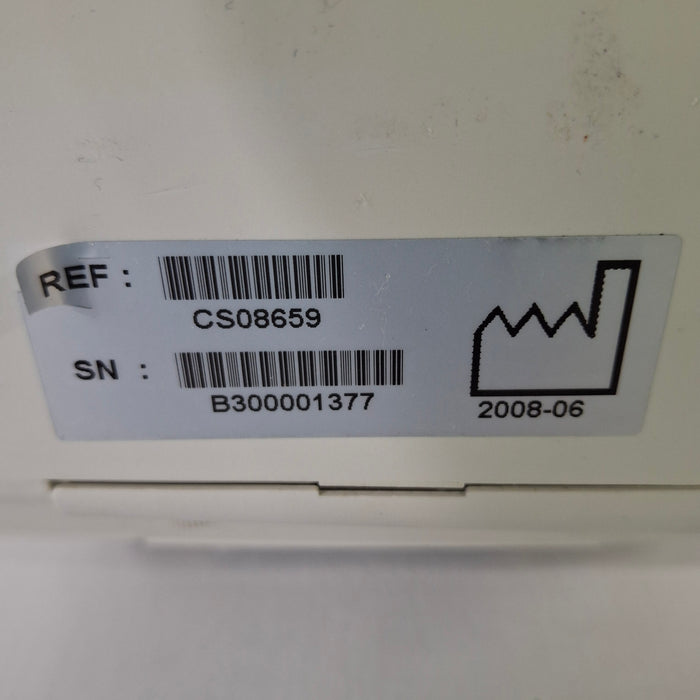 REF :
CS08659
SN :
B300001377
2008-06